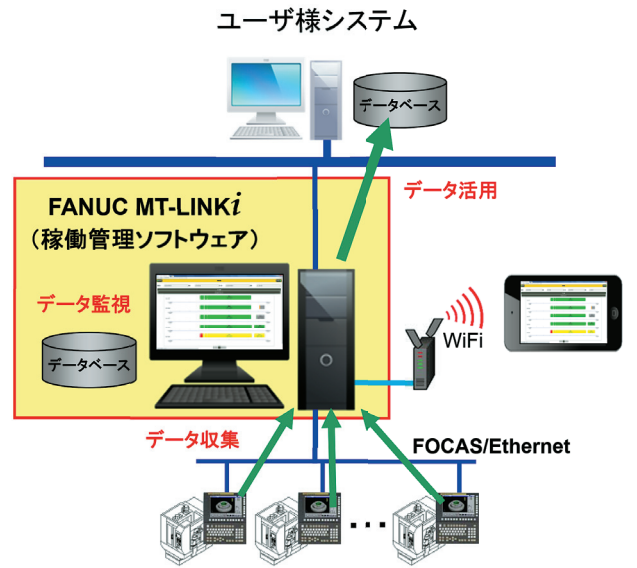 ユーザ様システム
データベース
データ活用
FANUC MT-LINKi
(稼働管理ソフトウェア)
データ監視
データベース
WiFi
データ収集
FOCAS/Ethernet